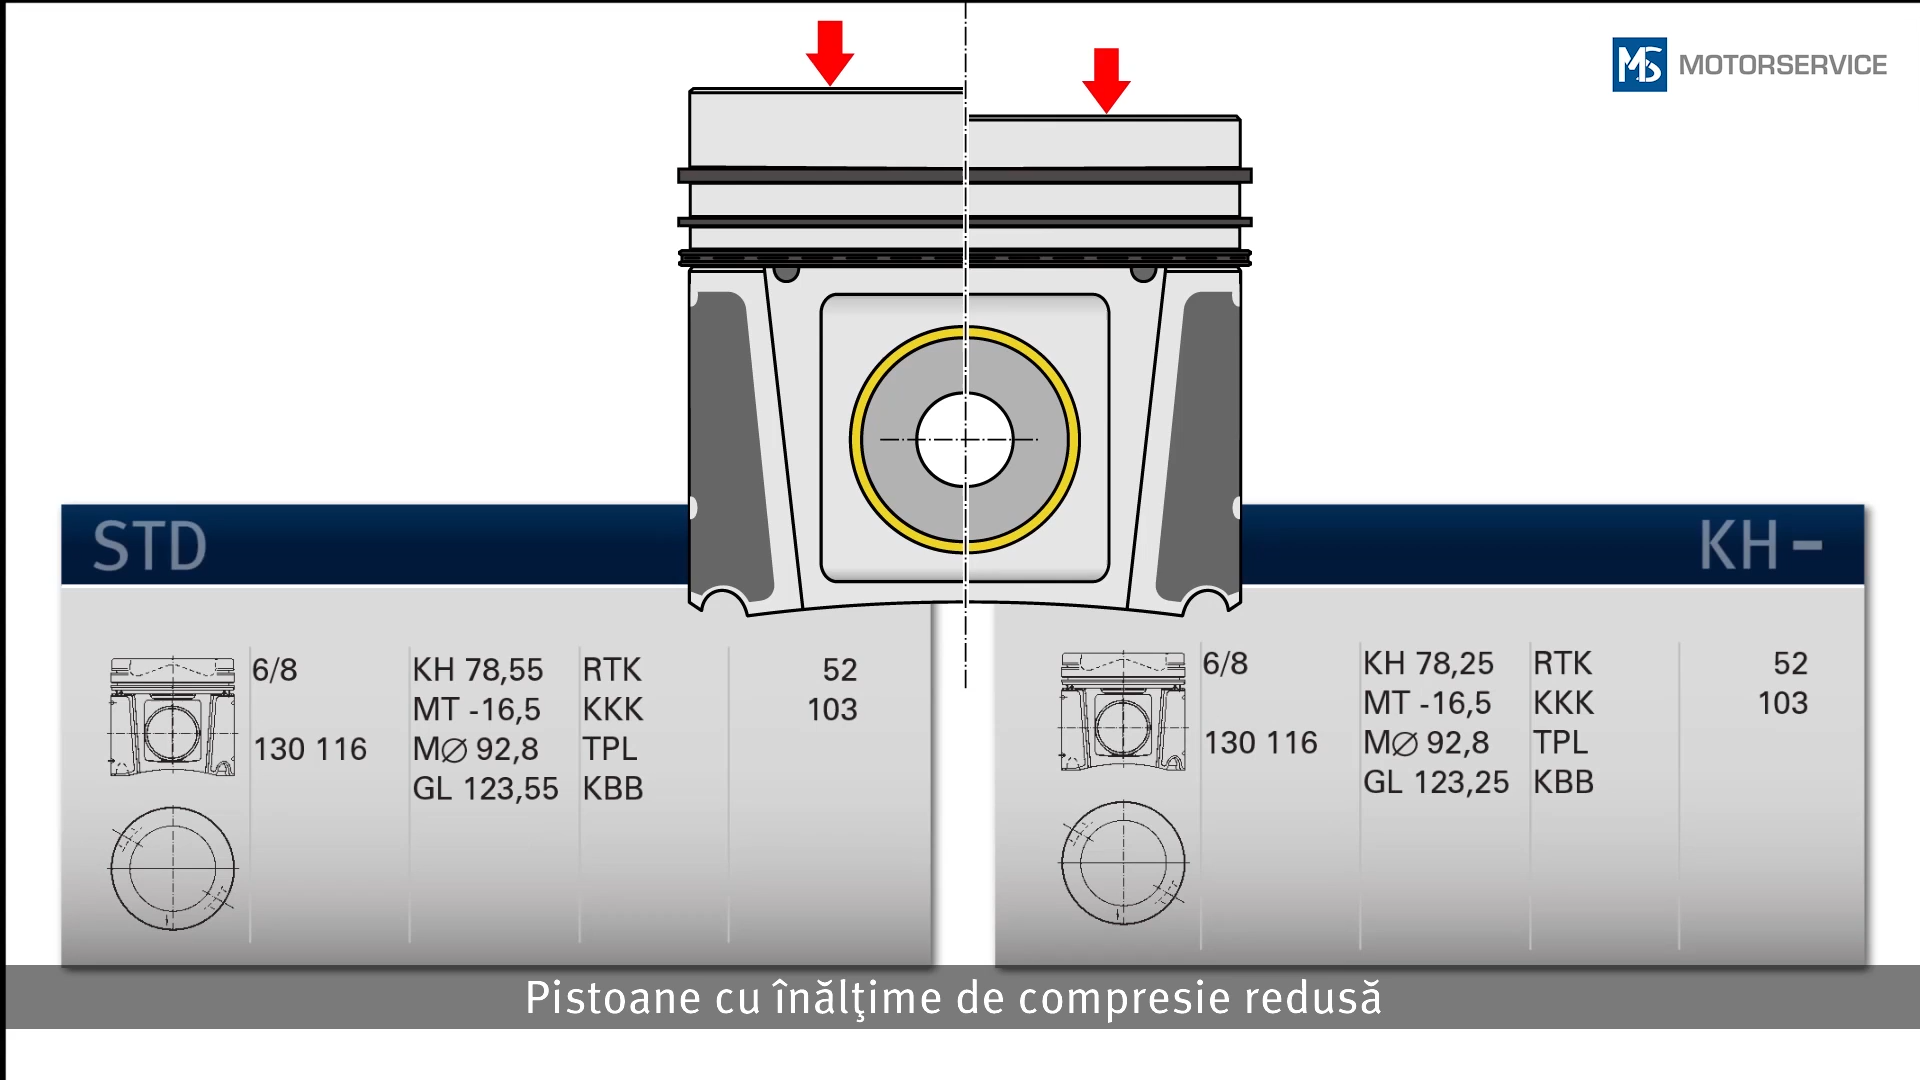 MS MOTORSERVICE
STD
6/8 KH 78,55 RTK 52
MT -16,5 KKK 103
130 116 MØ 92,8 TPL
GL 123,55 KBB
KH-
6/8 KH 78,25 RTK 52
MT -16,5 KKK 103
130 116 MØ 92,8 TPL
GL 123,25 KBB
Pistoane cu înălţime de compresie redusă